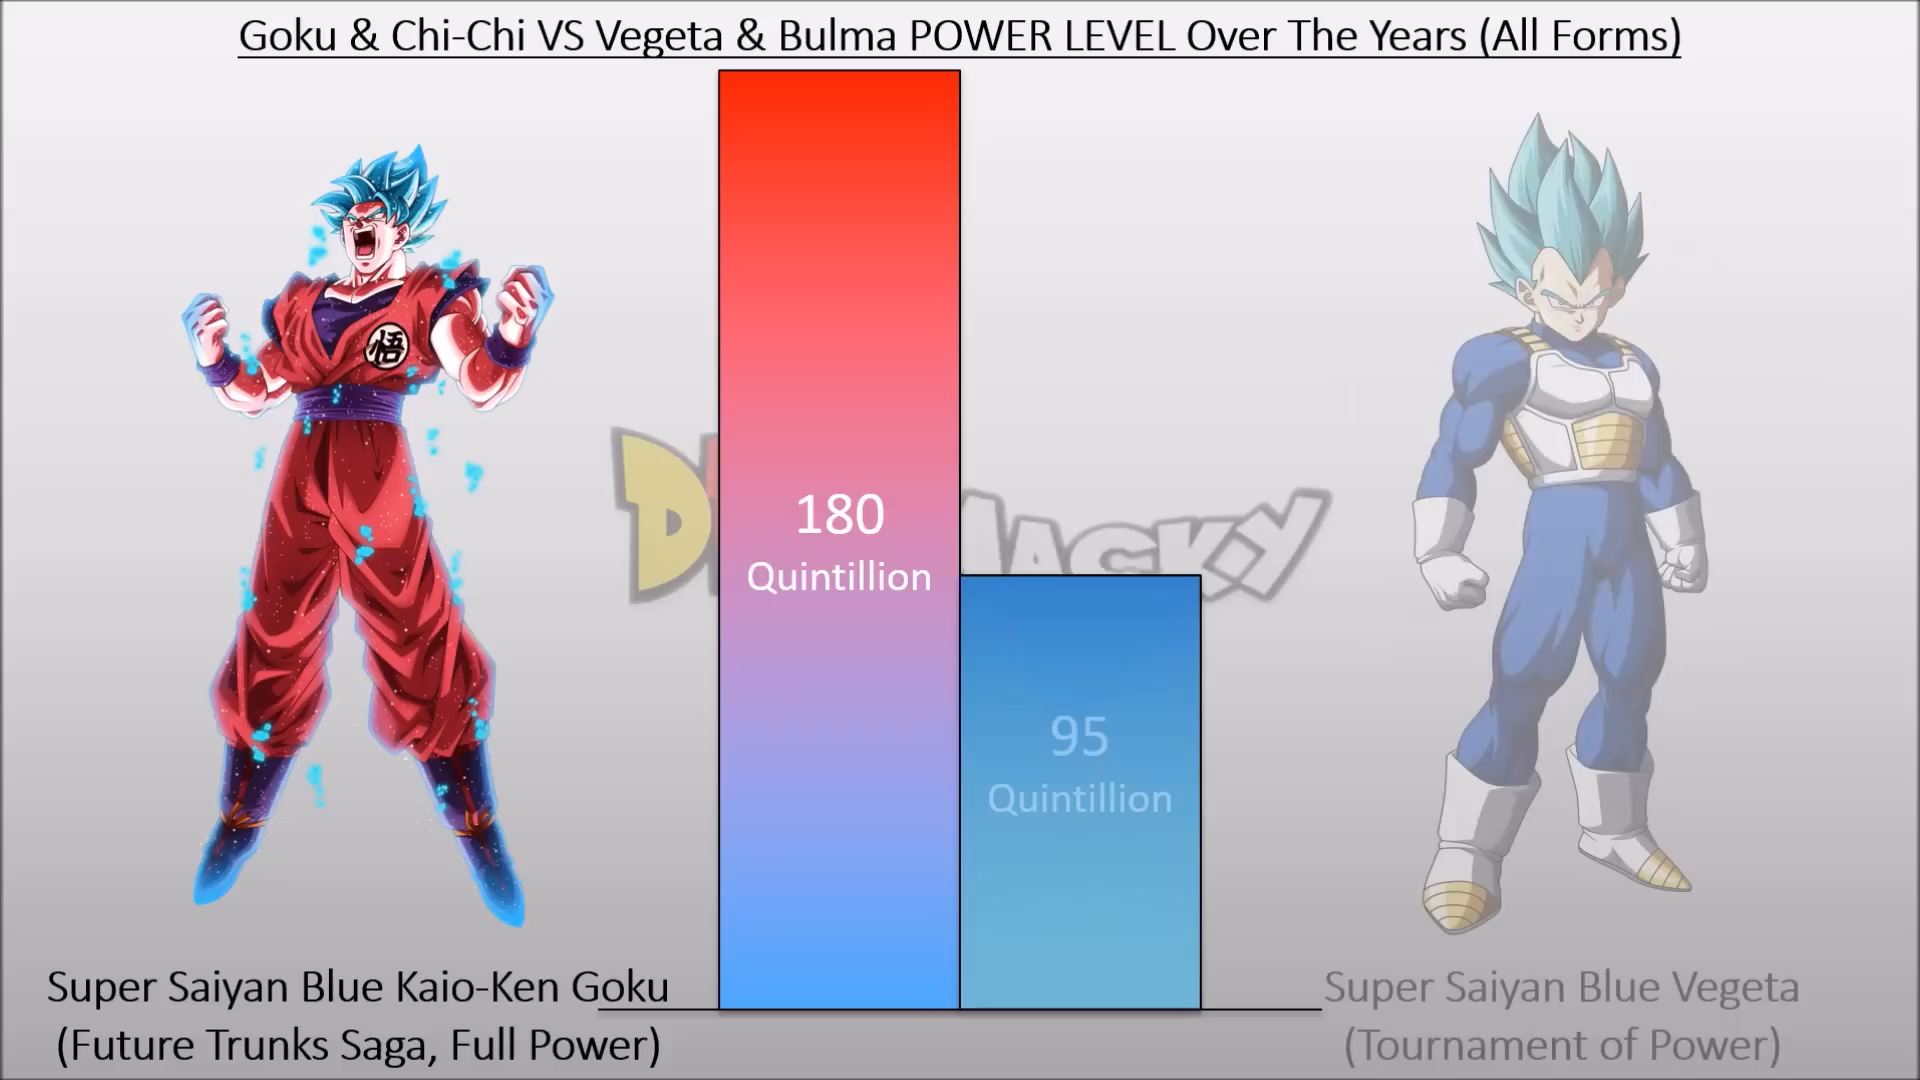 Goku & Chi-Chi VS Vegeta & Bulma POWER LEVEL Over The Years (All Forms)
悟
180
Quintillion
95
Quintillion
Super Saiyan Blue Kaio-Ken Goku
(Future Trunks Saga, Full Power)
Super Saiyan Blue Vegeta
(Tournament of Power)